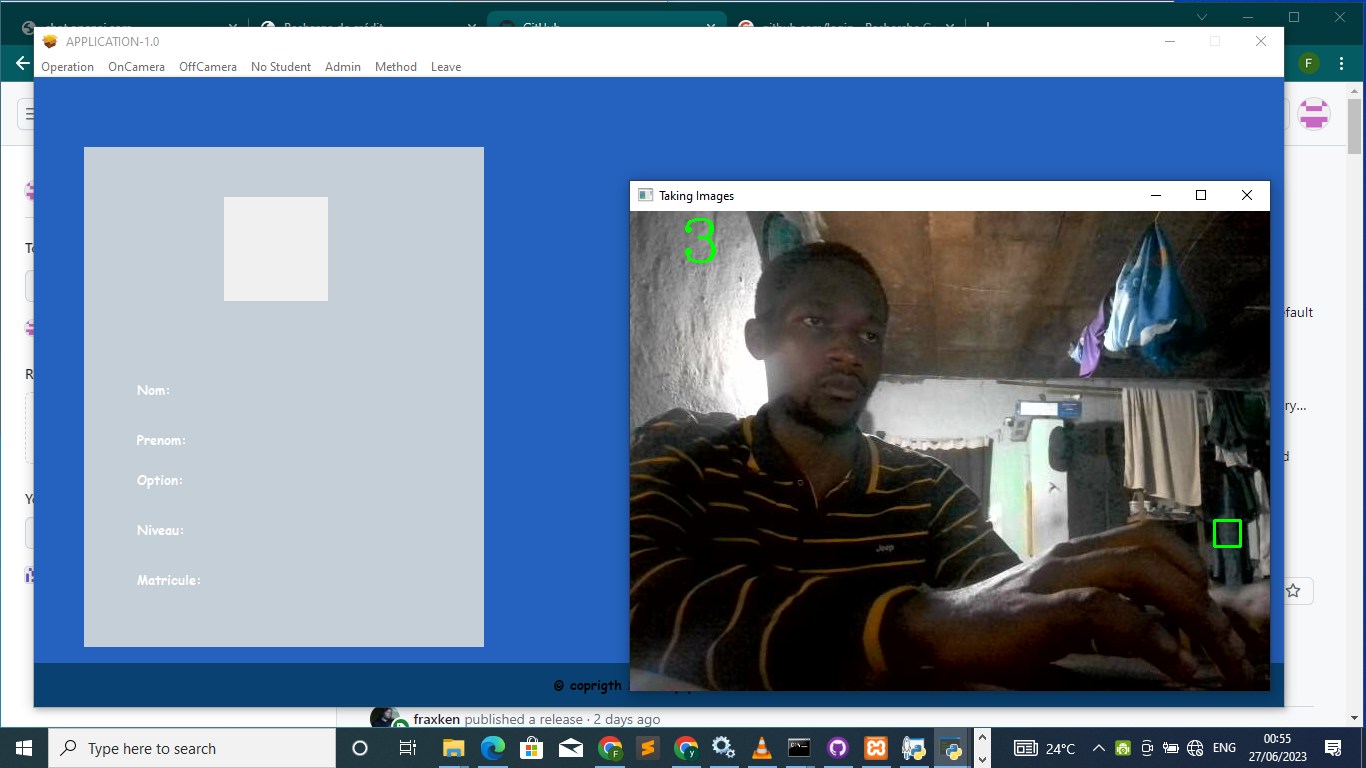 GitHub
APPLICATION-1.0
Operation OnCamera OffCamera No Student Admin Method Leave
F
Taking Images
3
efault
Nom:
ry...
Prenom:
Option:
Niveau:
Jeep
Matricule:
© coprigth
fraxken published a release · 2 days ago
Type here to search
24°C
ENG
00:55
27/06/2023